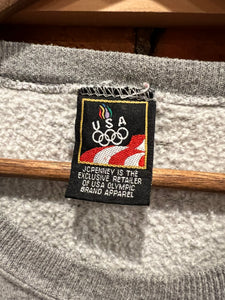 USA
JCPENNEY IS THE
EXCLUSIVE RETAILER
OF USA OLYMPIC
BRAND APPAREL